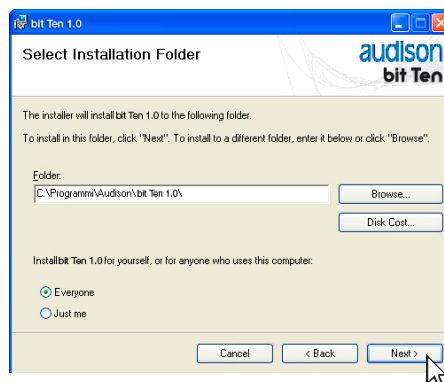 bit Ten 1.0
Select Installation Folder
audison
bit Ten
The installer will install bit Ten 1.0 to the following folder.
To install in this folder, click "Next". To install to a different folder, enter it below or click "Browse".
Folder:
C:\Programmi\Audison\bit Ten 1.0\
Browse...
Disk Cost...
Installbit Ten 1.0 for yourself, or for anyone who uses this computer:
Everyone
Just me
Cancel
< Back
Next >